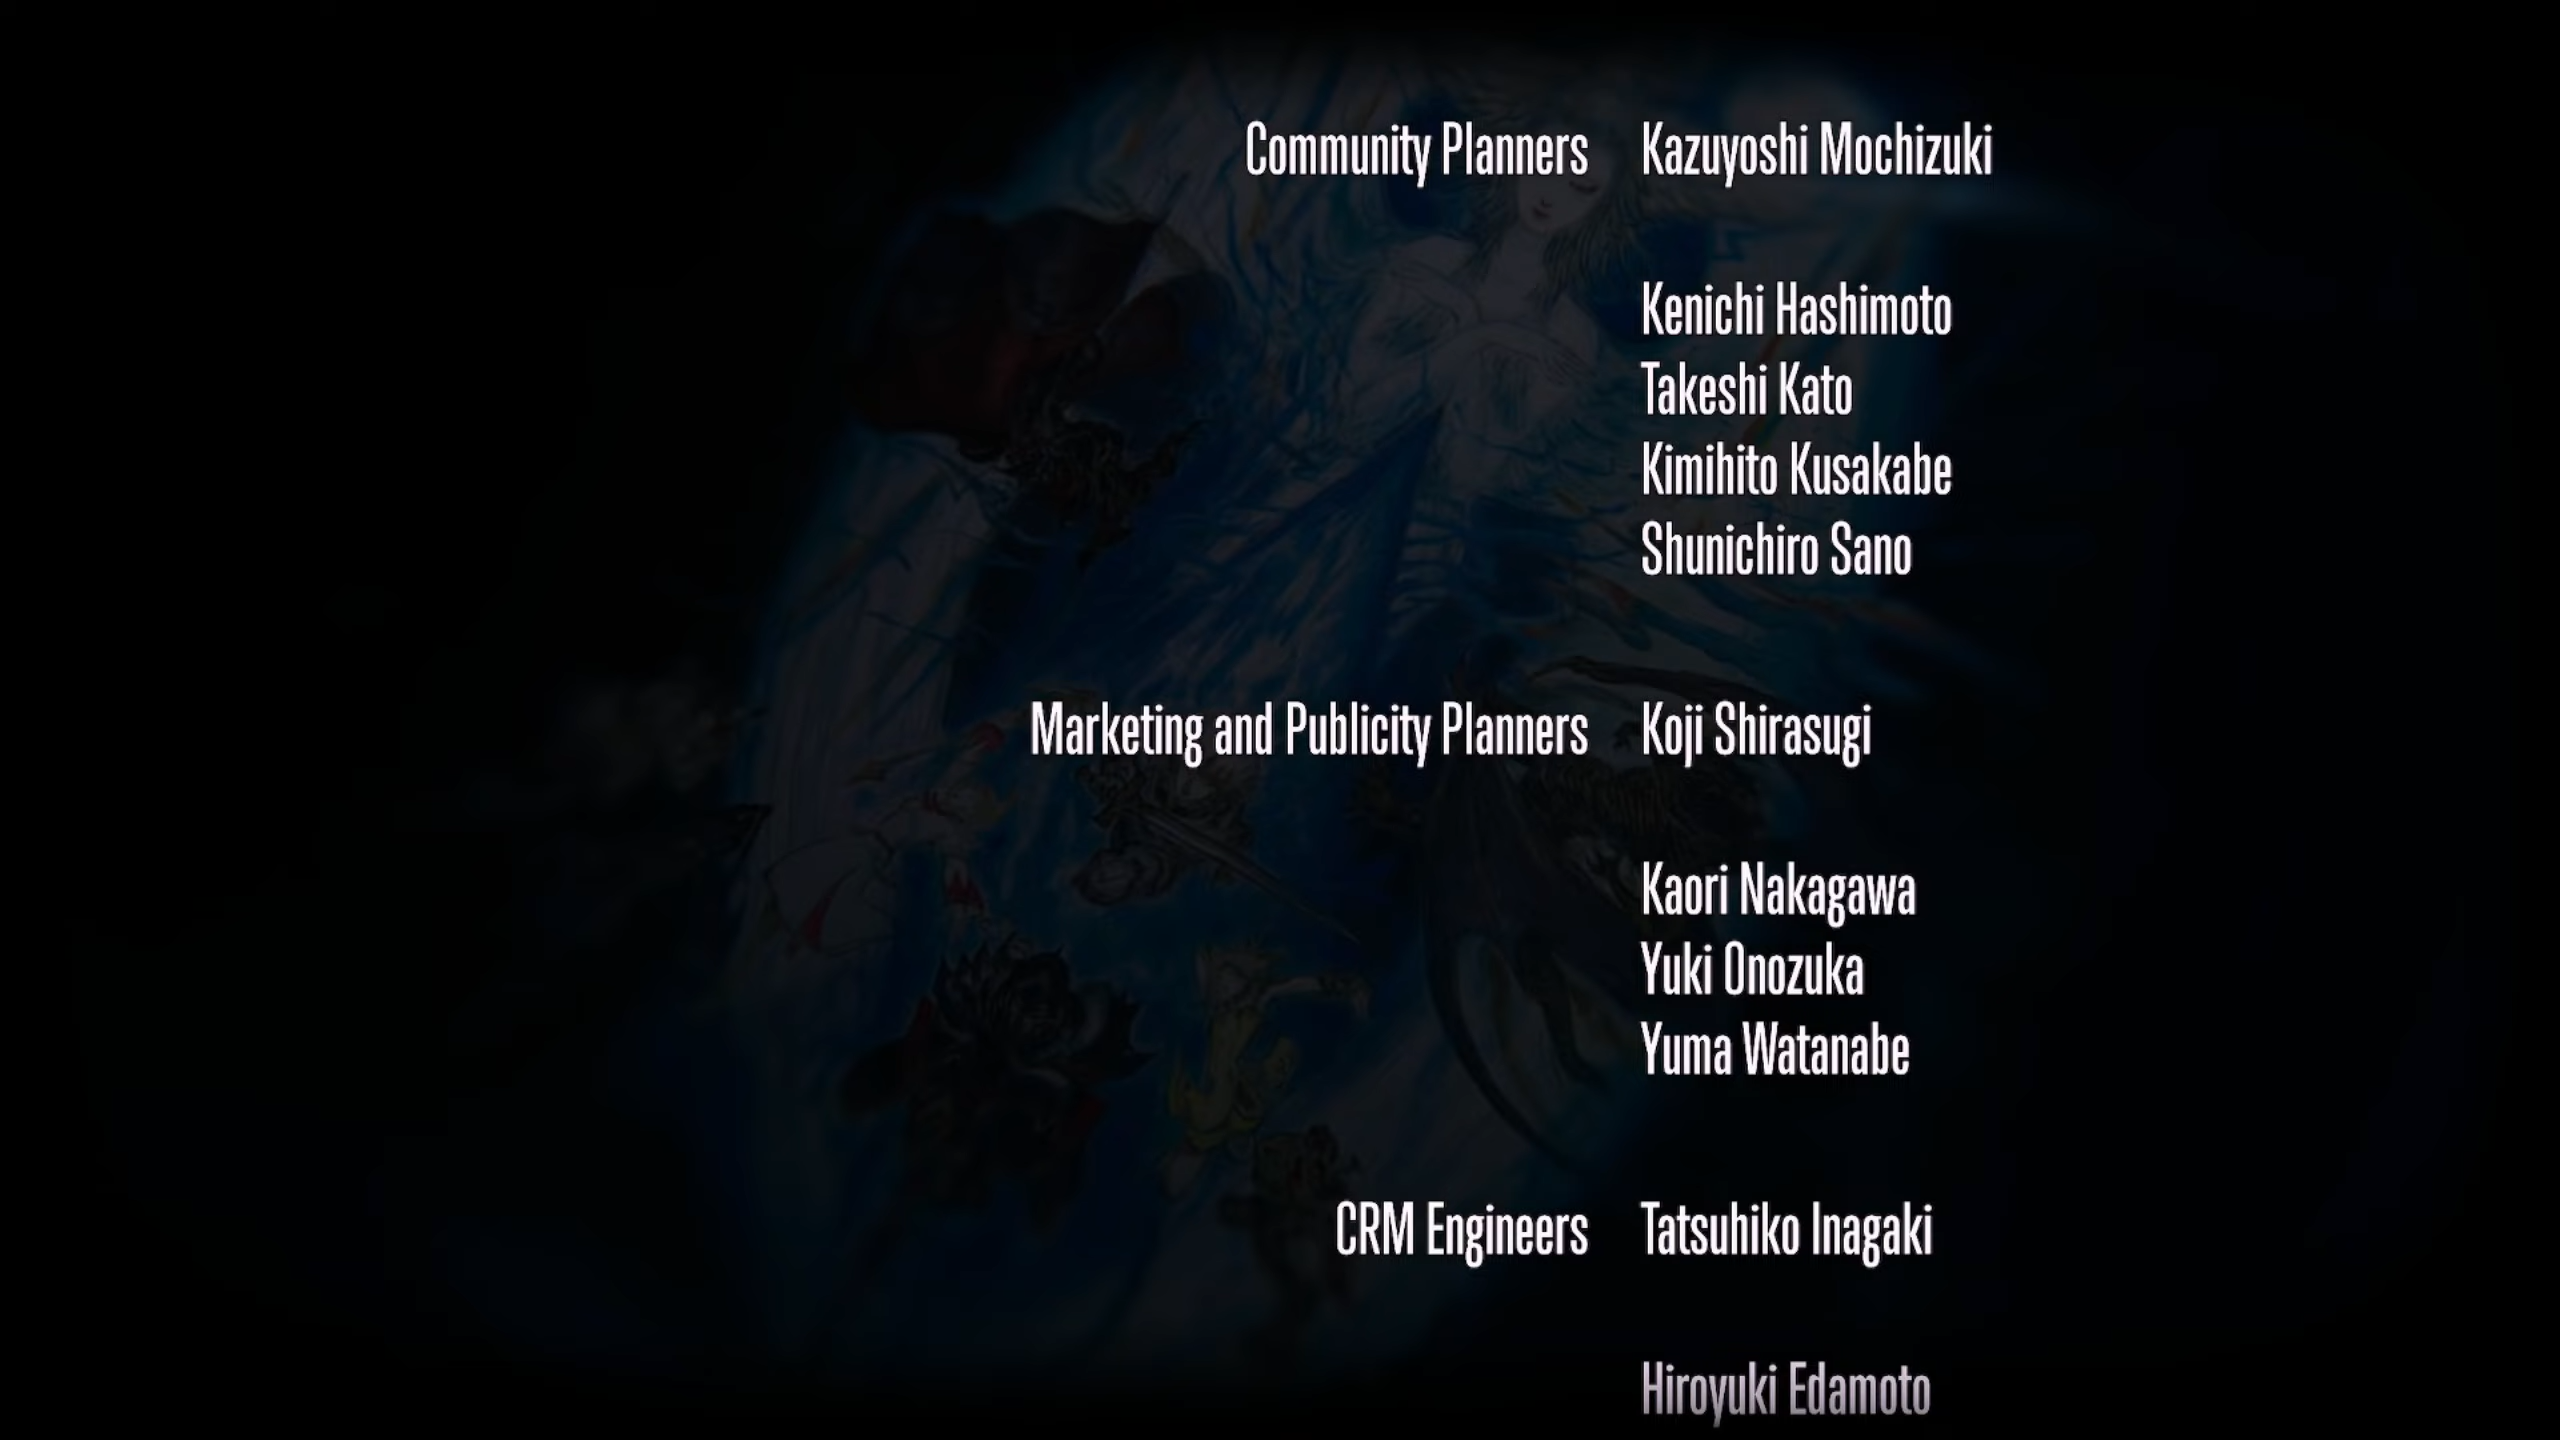 Community Planners Kazuyoshi Mochizuki
Kenichi Hashimoto
Takeshi Kato
Kimihito Kusakabe
Shunichiro Sano
Marketing and Publicity Planners Koji Shirasugi
Kaori Nakagawa
Yuki Onozuka
Yuma Watanabe
CRM Engineers Tatsuhiko Inagaki
Hiroyuki Edamoto